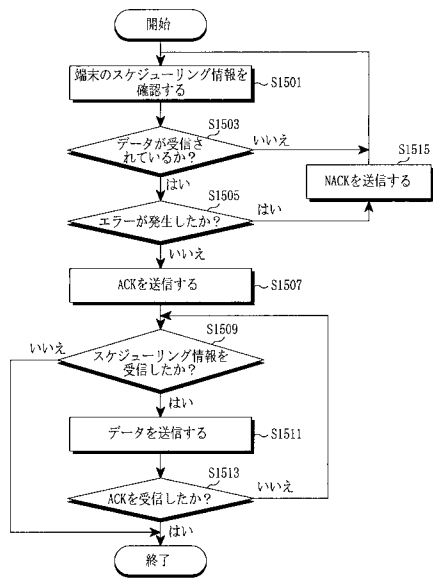 開始
端末のスケジューリング情報を
確認する
S1501
データが受信さ
れているか？
S1503
いいえ
はい
S1515
NACKを送信する
エラーが発生したか？
S1505
はい
いいえ
ACKを送信する
S1507
スケジューリング情報を
受信したか？
S1509
いいえ
はい
データを送信する
S1511
ACKを受信したか？
S1513
いいえ
はい
終了